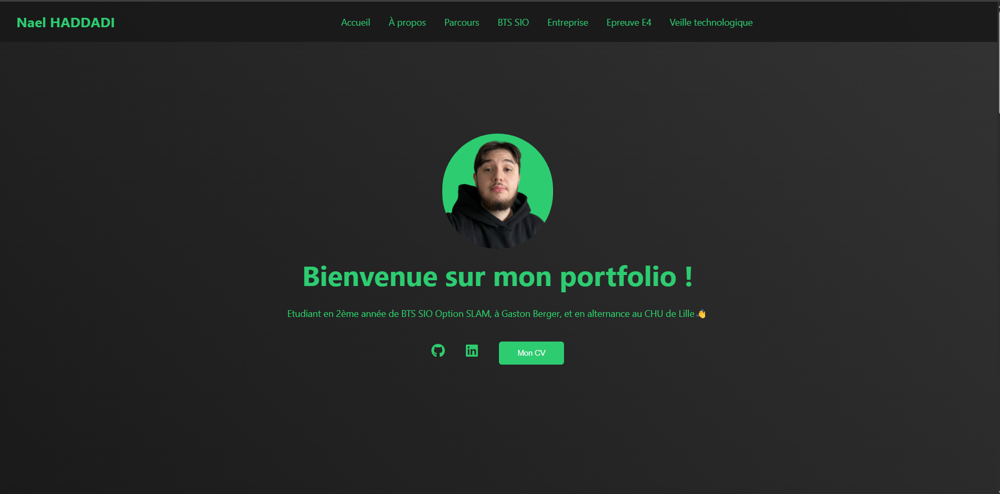 Nael HADDADI
Accueil À propos Parcours BTS SIO Entreprise Epreuve E4 Veille technologique
Bienvenue sur mon portfolio !
Etudiant en 2ème année de BTS SIO Option SLAM, à Gaston Berger, et en alternance au CHU de Lille👋
in Mon CV